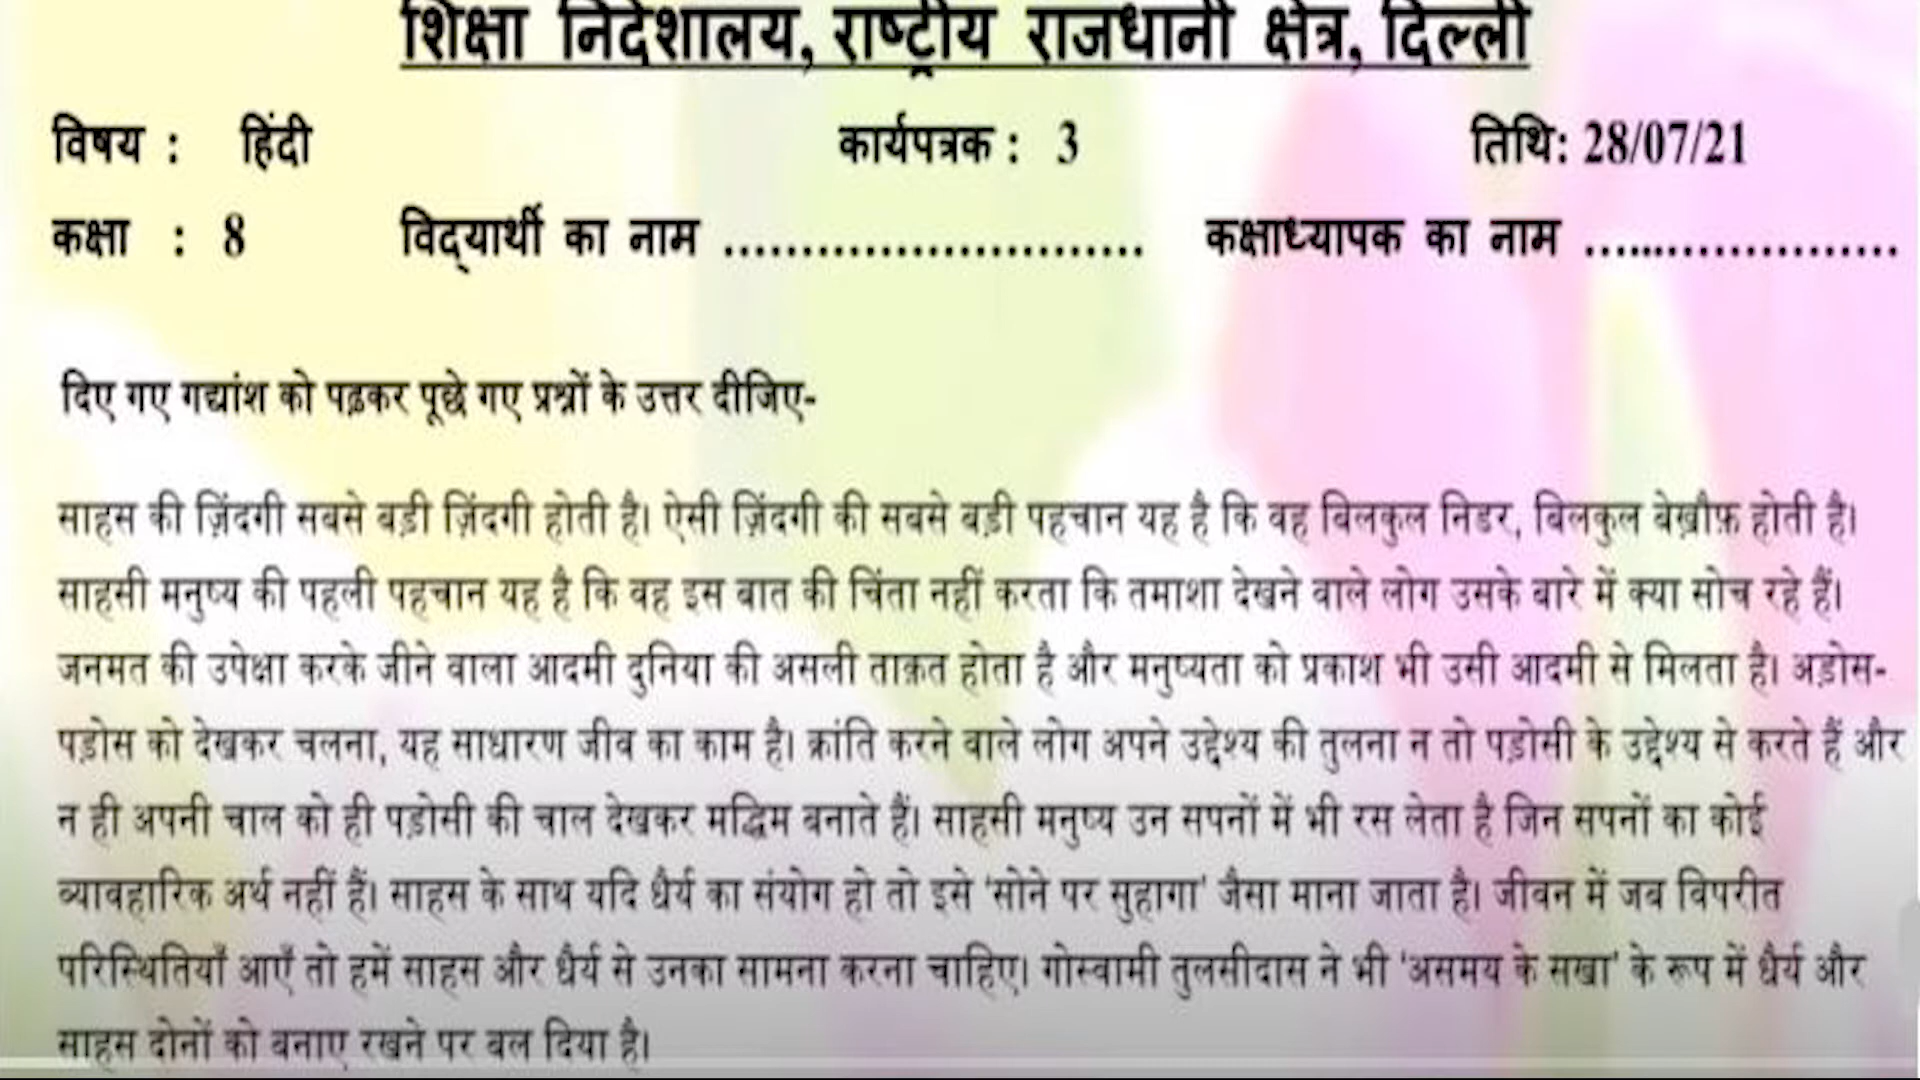 शिक्षा निदेशालय, राष्ट्रीय राजधानी क्षेत्र, दिल्ली
विषय : हिंदी कार्यपत्रक : 3 तिथि: 28/07/21
कक्षा : 8 विद्यार्थी का नाम ........................... कक्षाध्यापक का नाम ......................
दिए गए गद्यांश को पढ़कर पूछे गए प्रश्नों के उत्तर दीजिए-
साहस की ज़िंदगी सबसे बड़ी ज़िंदगी होती है। ऐसी ज़िंदगी की सबसे बड़ी पहचान यह है कि वह बिलकुल निडर, बिलकुल बेख़ौफ़ होती है।
साहसी मनुष्य की पहली पहचान यह है कि वह इस बात की चिंता नहीं करता कि तमाशा देखने वाले लोग उसके बारे में क्या सोच रहे हैं।
जनमत की उपेक्षा करके जीने वाला आदमी दुनिया की असली ताक़त होता है और मनुष्यता को प्रकाश भी उसी आदमी से मिलता है। अड़ोस-
पड़ोस को देखकर चलना, यह साधारण जीव का काम है। क्रांति करने वाले लोग अपने उद्देश्य की तुलना न तो पड़ोसी के उद्देश्य से करते हैं और
न ही अपनी चाल को ही पड़ोसी की चाल देखकर मद्धिम बनाते हैं। साहसी मनुष्य उन सपनों में भी रस लेता है जिन सपनों का कोई
व्यावहारिक अर्थ नहीं हैं। साहस के साथ यदि धैर्य का संयोग हो तो इसे 'सोने पर सुहागा' जैसा माना जाता है। जीवन में जब विपरीत
परिस्थितियाँ आएँ तो हमें साहस और धैर्य से उनका सामना करना चाहिए। गोस्वामी तुलसीदास ने भी 'असमय के सखा' के रूप में धैर्य और
साहस दोनों को बनाए रखने पर बल दिया है।